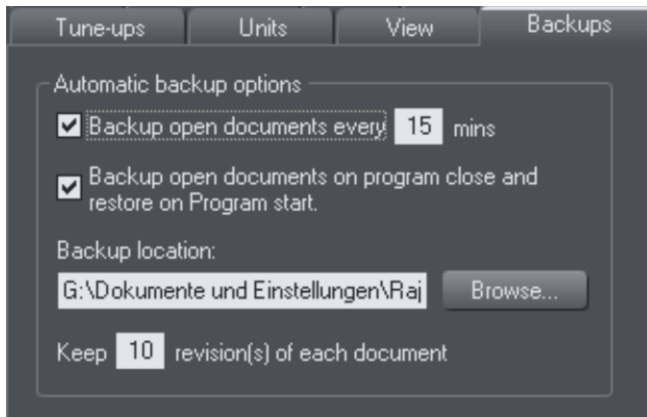 Tune-ups Units View Backups
Automatic backup options
Backup open documents every 15 mins
Backup open documents on program close and
restore on Program start.
Backup location:
G:\Dokumente und Einstellungen\Raj Browse...
Keep 10 revision(s) of each document